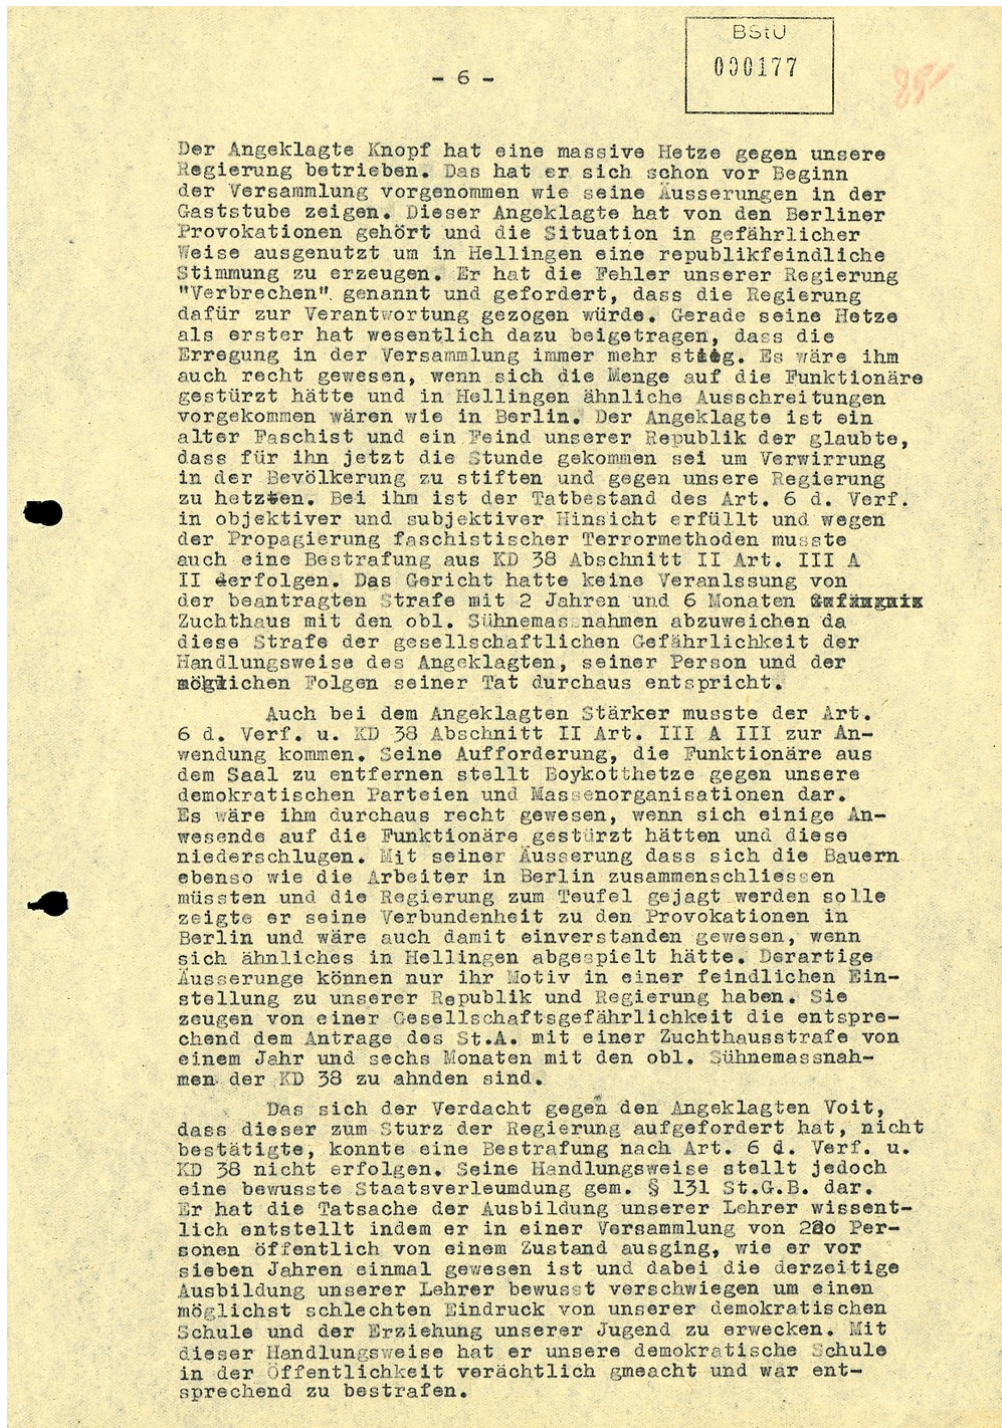 BStU
000177
- 6 -
Der Angeklagte Knopf hat eine massive Hetze gegen unsere
Regierung betrieben. Das hat er sich schon vor Beginn
der Versammlung vorgenommen wie seine Äusserungen in der
Gaststube zeigen. Dieser Angeklagte hat von den Berliner
Provokationen gehört und die Situation in gefährlicher
Weise ausgenutzt um in Hellingen eine republikfeindliche
Stimmung zu erzeugen. Er hat die Fehler unserer Regierung
"Verbrechen" genannt und gefordert, dass die Regierung
dafür zur Verantwortung gezogen würde. Gerade seine Hetze
als erster hat wesentlich dazu beigetragen, dass die
Erregung in der Versammlung immer mehr stieg. Es wäre ihm
auch recht gewesen, wenn sich die Menge auf die Funktionäre
gestürzt hätte und in Hellingen ähnliche Ausschreitungen
vorgekommen wären wie in Berlin. Der Angeklagte ist ein
alter Faschist und ein Feind unserer Republik der glaubte,
dass für ihn jetzt die Stunde gekommen sei um Verwirrung
in der Bevölkerung zu stiften und gegen unsere Regierung
zu hetzen. Bei ihm ist der Tatbestand des Art. 6 d. Verf.
in objektiver und subjektiver Hinsicht erfüllt und wegen
der Propagierung faschistischer Terrormethoden musste
auch eine Bestrafung aus KD 38 Abschnitt II Art. III A
II erfolgen. Das Gericht hatte keine Veranlssung von
der beantragten Strafe mit 2 Jahren und 6 Monaten Gefängnis
Zuchthaus mit den obl. Sühnemassnahmen abzuweichen da
diese Strafe der gesellschaftlichen Gefährlichkeit der
Handlungsweise des Angeklagten, seiner Person und der
möglichen Folgen seiner Tat durchaus entspricht.
Auch bei dem Angeklagten Stärker musste der Art.
6 d. Verf. u. KD 38 Abschnitt II Art. III A III zur An-
wendung kommen. Seine Aufforderung, die Funktionäre aus
dem Saal zu entfernen stellt Boykotthetze gegen unsere
demokratischen Parteien und Massenorganisationen dar.
Es wäre ihm durchaus recht gewesen, wenn sich einige An-
wesende auf die Funktionäre gestürzt hätten und diese
niederschlugen. Mit seiner Äusserung dass sich die Bauern
ebenso wie die Arbeiter in Berlin zusammenschliessen
müssten und die Regierung zum Teufel gejagt werden solle
zeigte er seine Verbundenheit zu den Provokationen in
Berlin und wäre auch damit einverstanden gewesen, wenn
sich ähnliches in Hellingen abgespielt hätte. Derartige
Äusserunge können nur ihr Motiv in einer feindlichen Ein-
stellung zu unserer Republik und Regierung haben. Sie
zeugen von einer Gesellschaftsgefährlichkeit die entspre-
chend dem Antrage des St.A. mit einer Zuchthausstrafe von
einem Jahr und sechs Monaten mit den obl. Sühnemassnah-
men der KD 38 zu ahnden sind.
Das sich der Verdacht gegen den Angeklagten Voit,
dass dieser zum Sturz der Regierung aufgefordert hat, nicht
bestätigte, konnte eine Bestrafung nach Art. 6 d. Verf. u.
KD 38 nicht erfolgen. Seine Handlungsweise stellt jedoch
eine bewusste Staatsverleumdung gem. § 131 St.G.B. dar.
Er hat die Tatsache der Ausbildung unserer Lehrer wissent-
lich entstellt indem er in einer Versammlung von Per-
sonen öffentlich von einem Zustand ausging, wie er vor
sieben Jahren einmal gewesen ist und dabei die derzeitige
Ausbildung unserer Lehrer bewusst verschwiegen um einen
möglichst schlechten Eindruck von unserer demokratischen
Schule und der Erziehung unserer Jugend zu erwecken. Mit
dieser Handlungsweise hat er unsere demokratische Schule
in der Öffentlichkeit verächtlich gmeacht und war ent-
sprechend zu bestrafen.